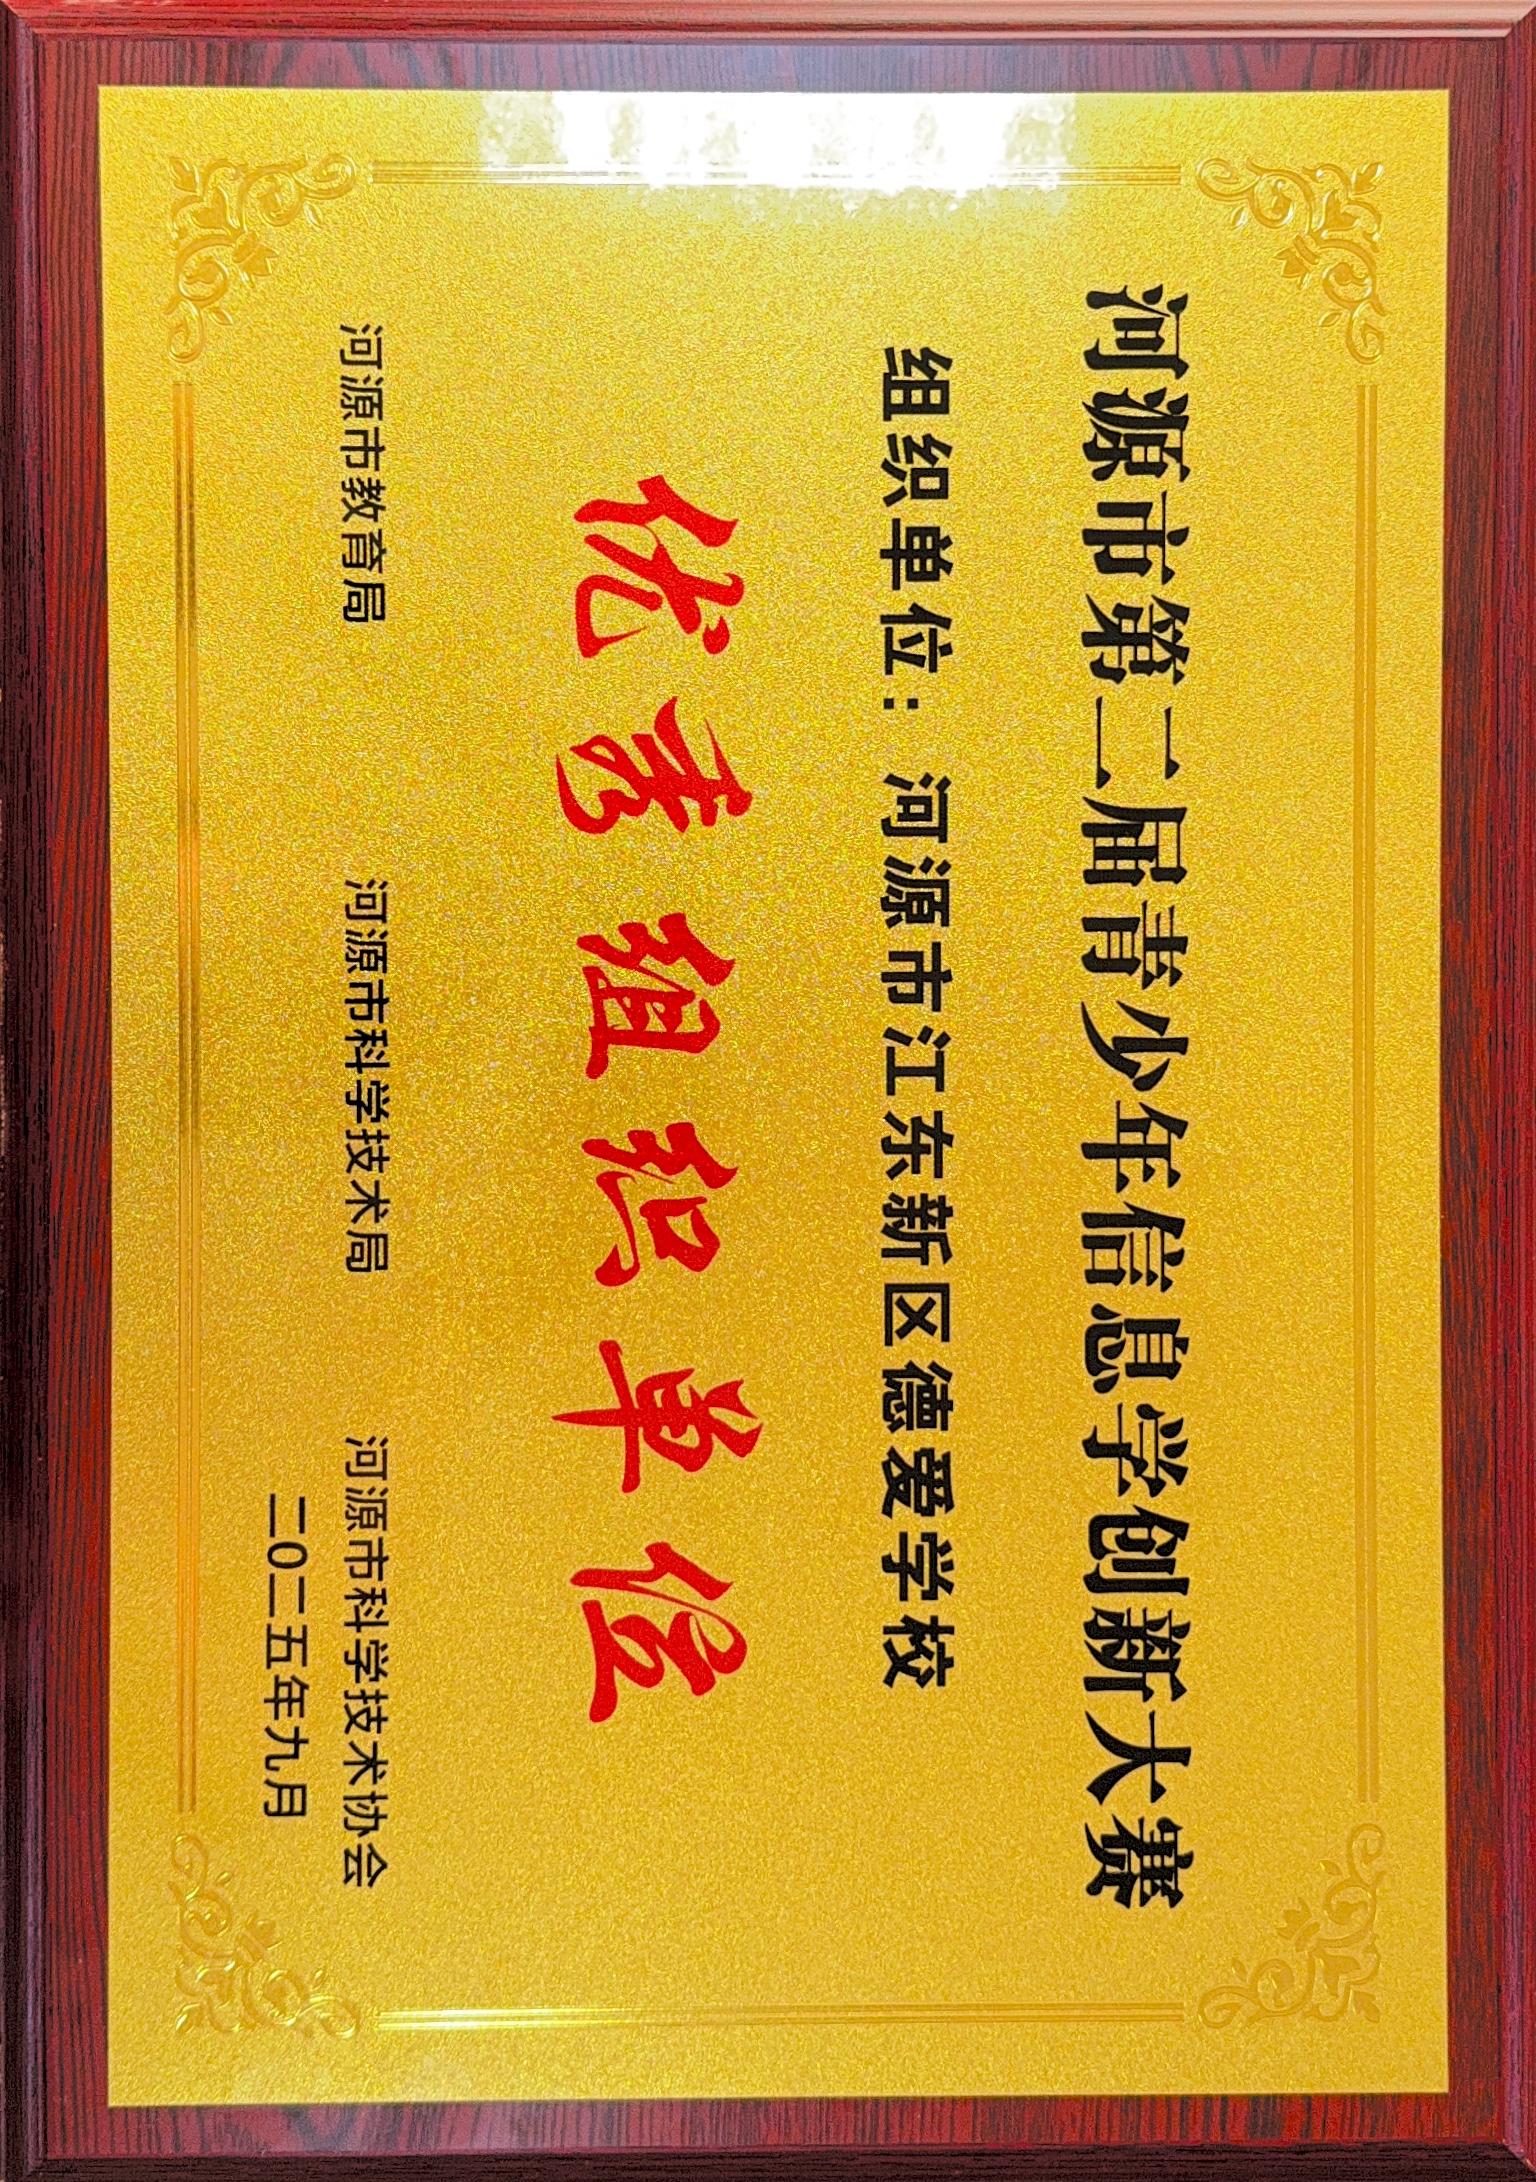 河源市第二届青少年信息学创新大赛
组织单位：河源市江东新区德爱学校
优秀组织单位
河源市教育局 河源市科学技术局 河源市科学技术协会
二〇二五年九月